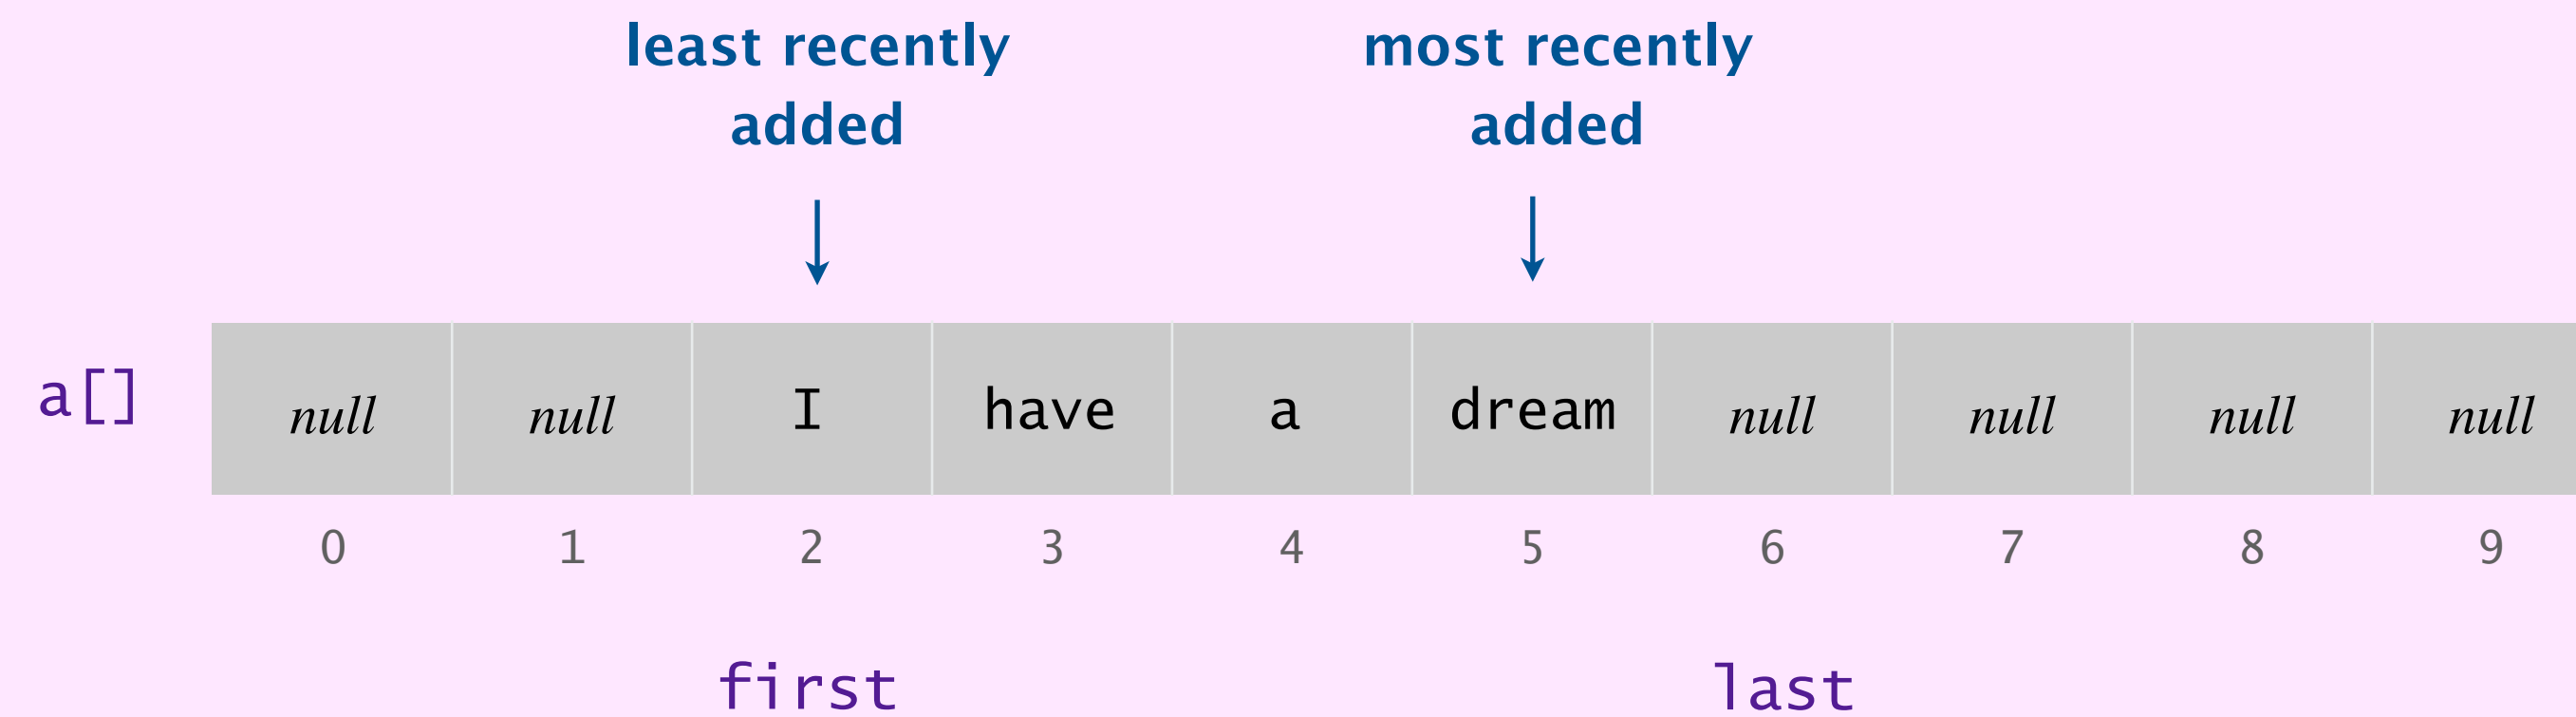 least recently
added
most recently
added
a[] null null I have a dream null null null null
0 1 2 3 4 5 6 7 8 9
first last